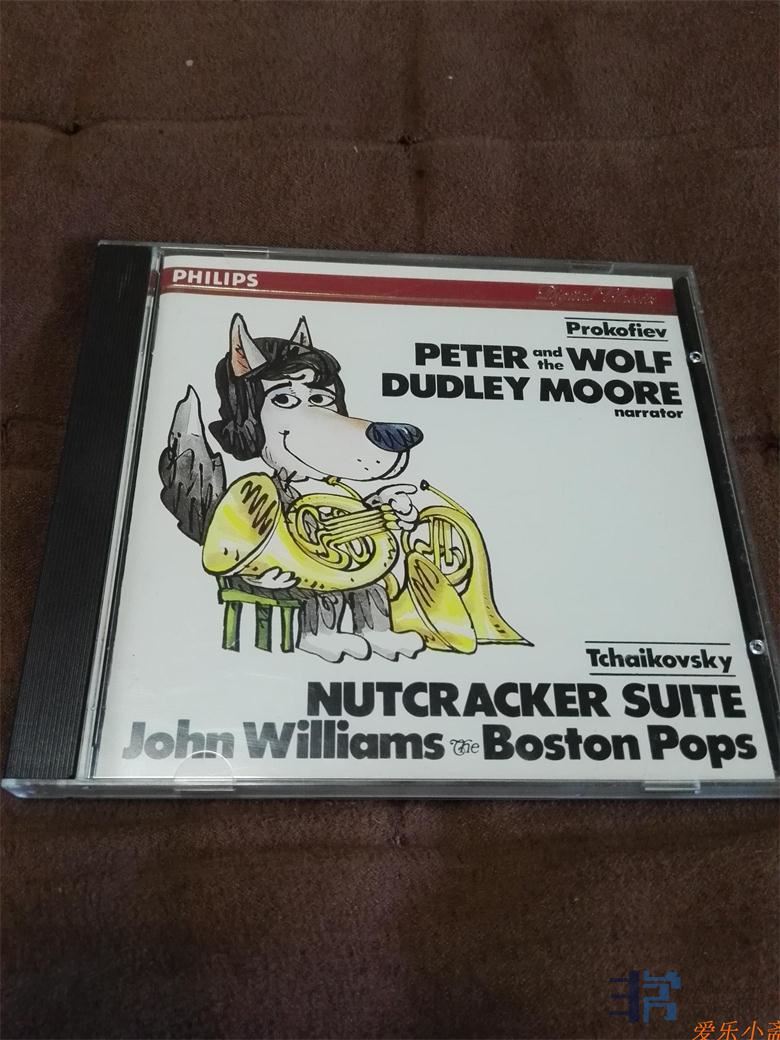 PHILIPS
Digital Classics
Prokofiev
PETER and the WOLF
DUDLEY MOORE
narrator
Tchaikovsky
NUTCRACKER SUITE
John Williams The Boston Pops
爱乐小斋